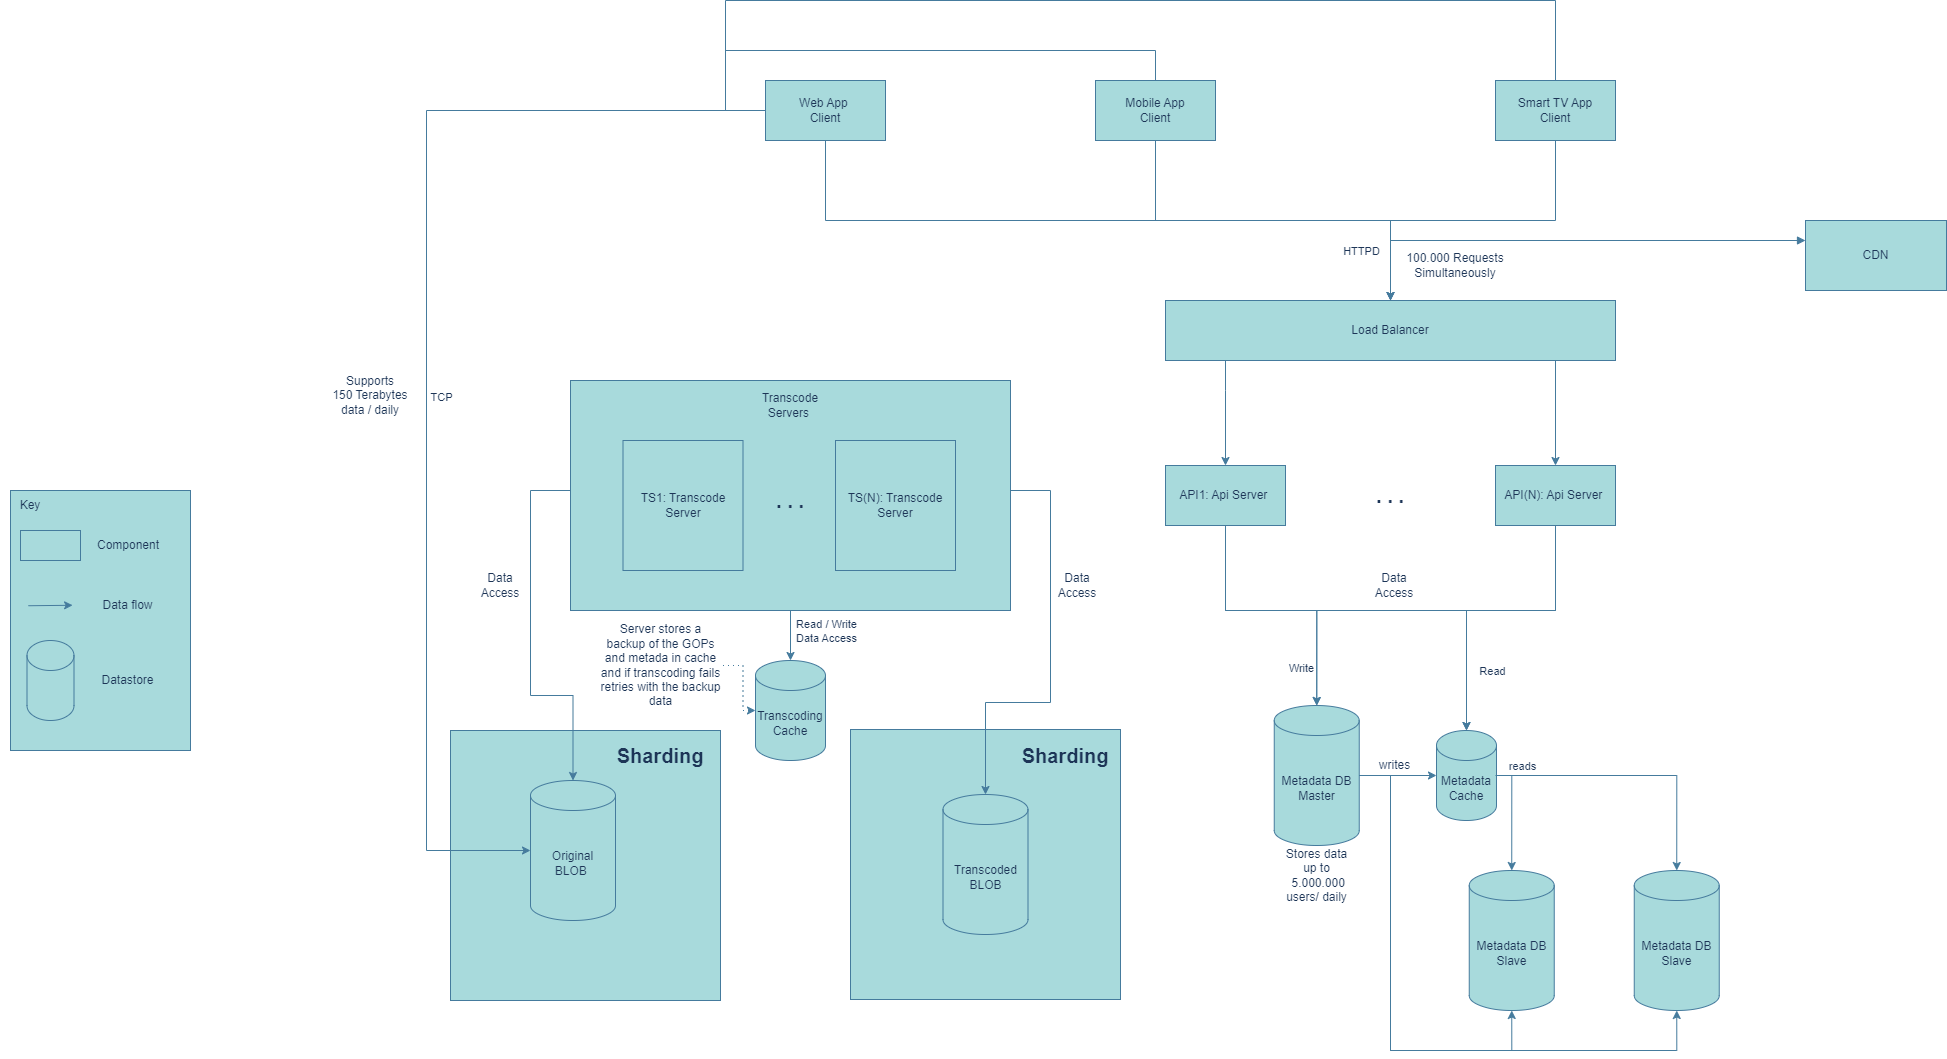 Web App
Client
Mobile App
Client
Smart TV App
Client
HTTPD
100.000 Requests
Simultaneously
CDN
Load Balancer
Supports
150 Terabytes
data / daily
TCP
Transcode
Servers
TS1: Transcode
Server
...
TS(N): Transcode
Server
API1: Api Server
...
API(N): Api Server
Key
Component
Data flow
Datastore
Data
Access
Data
Access
Data
Access
Server stores a
backup of the GOPs
and metada in cache
and if transcoding fails
retries with the backup
data
Read / Write
Data Access
Transcoding
Cache
Write
Read
Sharding
Original
BLOB
Sharding
Transcoded
BLOB
Metadata DB
Master
writes
Metadata
Cache
reads
Stores data
up to
5.000.000
users/ daily
Metadata DB
Slave
Metadata DB
Slave